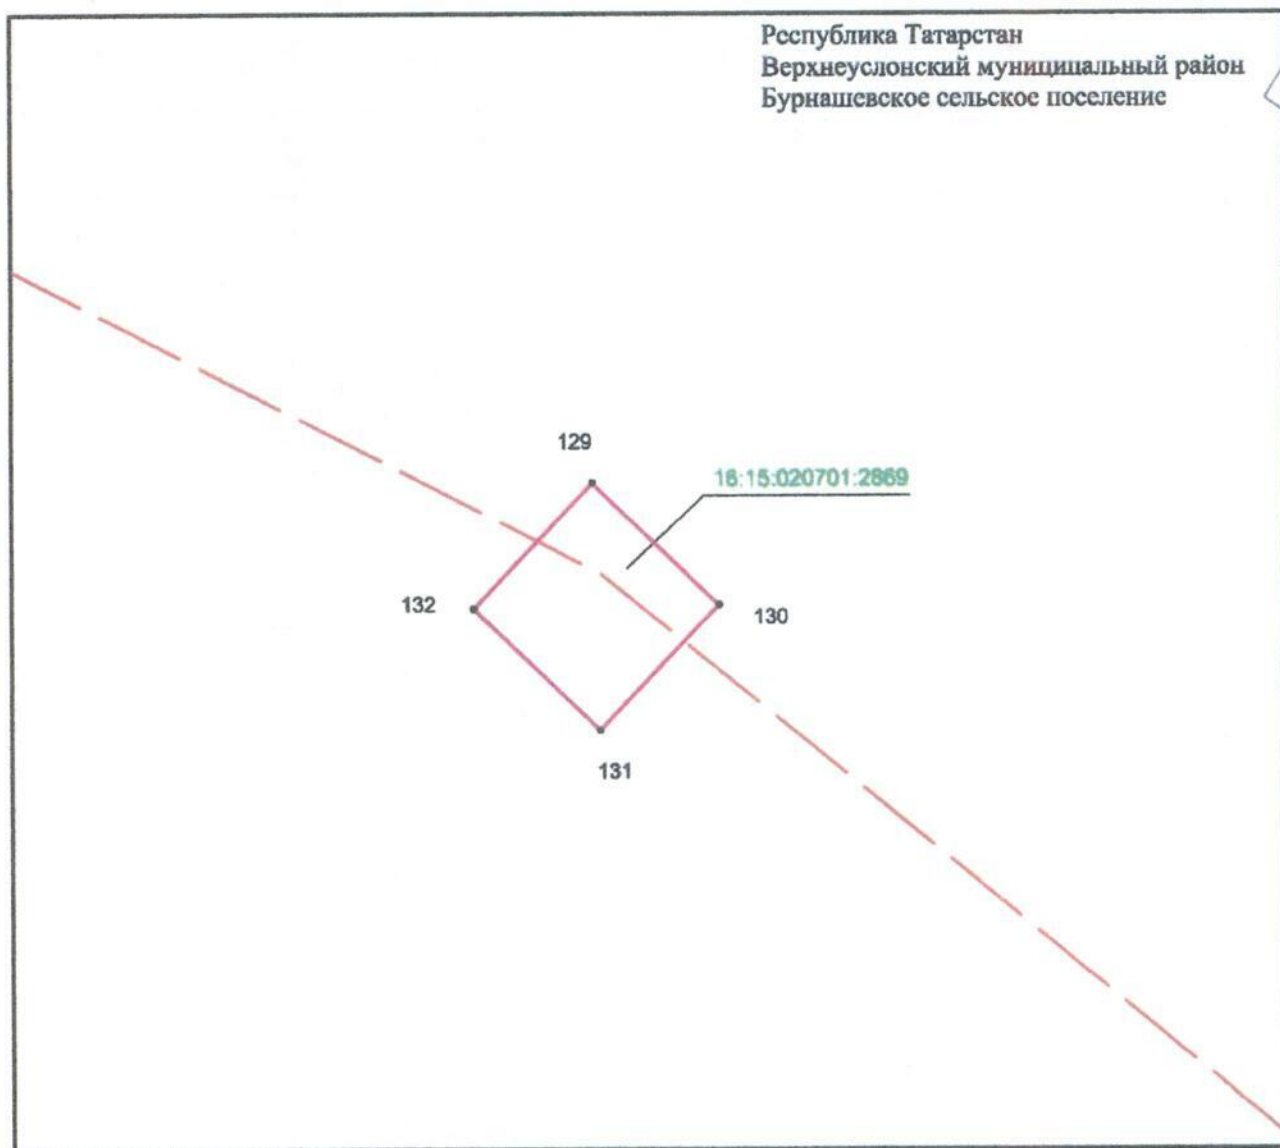 Республика Татарстан
Верхнеуслонский муниципальный район
Бурнашевское сельское поселение
129
16:15:020701:2869
132
130
131